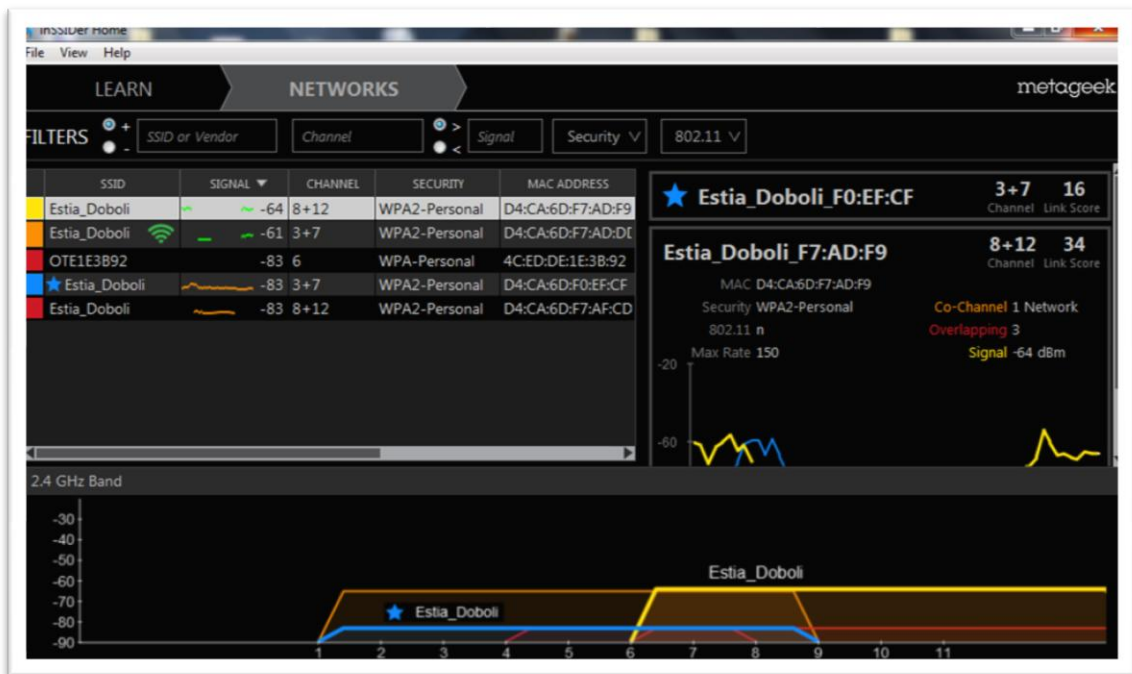 inSSIDer Home
File View Help
LEARN NETWORKS metageek
FILTERS + - SSID or Vendor Channel > < Signal Security 802.11
SSID SIGNAL CHANNEL SECURITY MAC ADDRESS
Estia_Doboli -64 8+12 WPA2-Personal D4:CA:6D:F7:AD:F9
Estia_Doboli -61 3+7 WPA2-Personal D4:CA:6D:F7:AD:DE
OTE1E3B92 -83 6 WPA-Personal 4C:ED:DE:1E:3B:92
Estia_Doboli -83 3+7 WPA2-Personal D4:CA:6D:F0:EF:CF
Estia_Doboli -83 8+12 WPA2-Personal D4:CA:6D:F7:AF:CD
Estia_Doboli_F0:EF:CF 3+7 16
Channel Link Score
Estia_Doboli_F7:AD:F9 8+12 34
Channel Link Score
MAC D4:CA:6D:F7:AD:F9
Security WPA2-Personal Co-Channel 1 Network
802.11 n Overlapping 3
Max Rate 150 Signal -64 dBm
-20
-60
2.4 GHz Band
-30
-40
-50
-60 Estia_Doboli
-70
-80 Estia_Doboli
-90
1 2 3 4 5 6 7 8 9 10 11